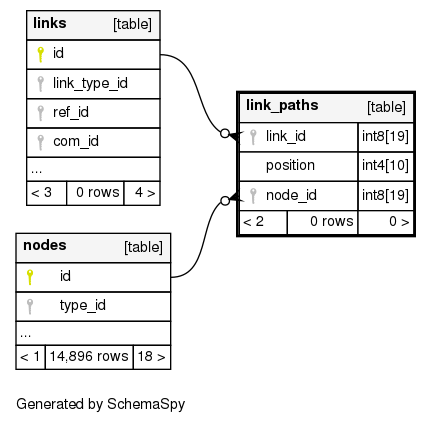 links [table]
id
link_type_id
ref_id
com_id
...
< 3 0 rows 4 >
link_paths [table]
link_id int8[19]
position int4[10]
node_id int8[19]
< 2 0 rows 0 >
nodes [table]
id
type_id
...
< 1 14,896 rows 18 >
Generated by SchemaSpy